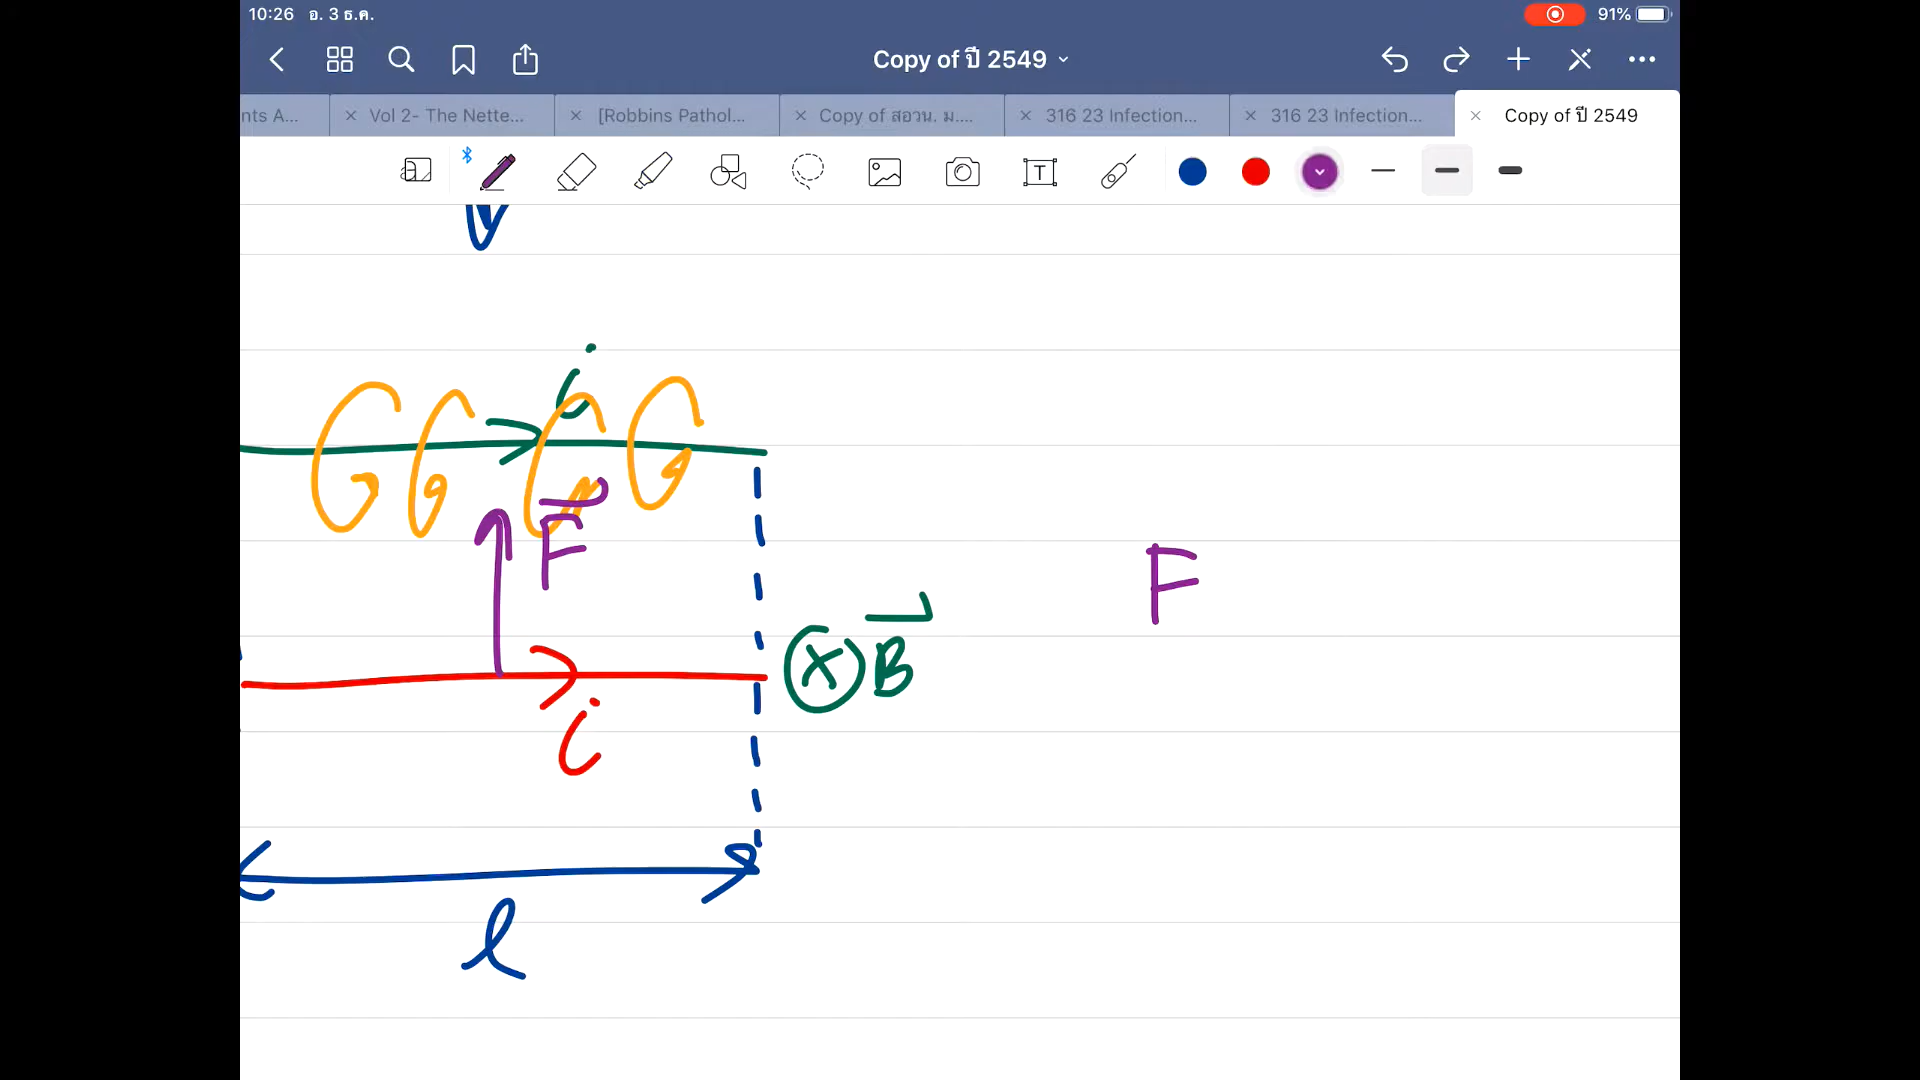 10:26 อ. 3 ธ.ค.
91%
Copy of ปี 2549
nts A...
Vol 2- The Nette...
[Robbins Pathol...
Copy of สอวน. ม....
316 23 Infection...
316 23 Infection...
Copy of ปี 2549
T
i
F
F
B
i
l